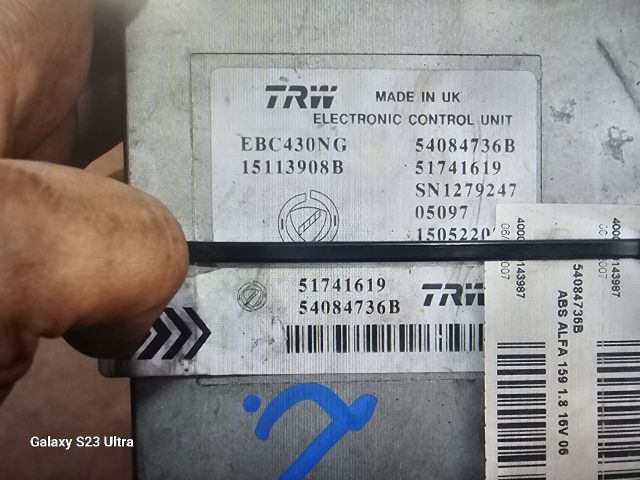 TRW MADE IN UK
ELECTRONIC CONTROL UNIT
EBC430NG 54084736B
15113908B 51741619
SN1279247
05097
51741619
54084736B TRW
54084736B
ABS ALFA 159 1.8 16V 06
Galaxy S23 Ultra